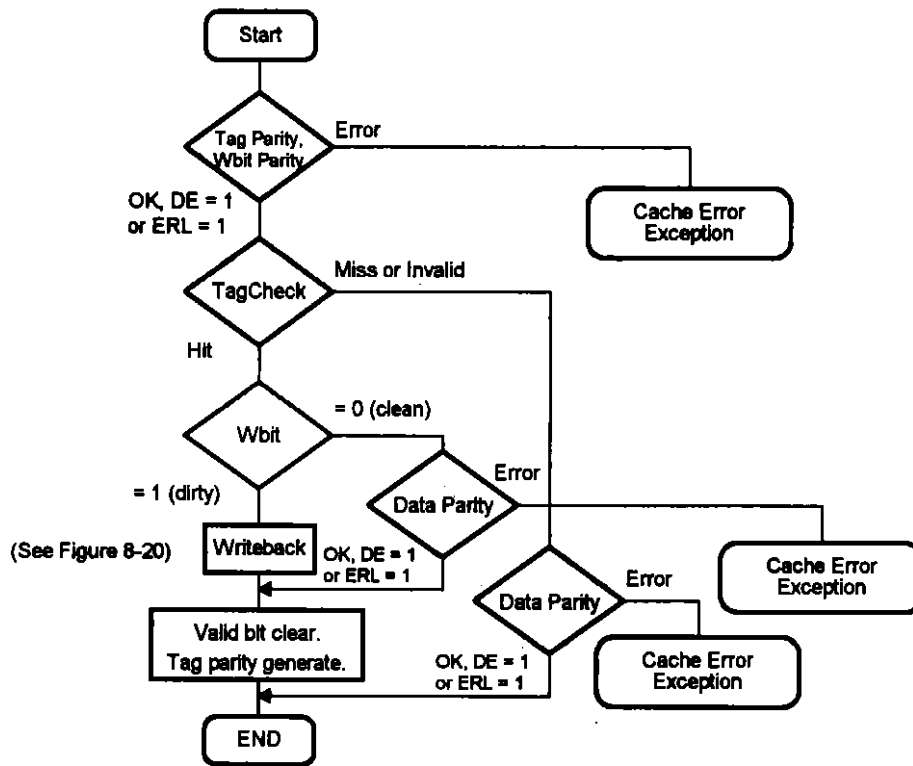 Start
Tag Parity,
Wbit Parity
Error
OK, DE = 1
or ERL = 1
Cache Error
Exception
TagCheck
Miss or Invalid
Hit
Wbit
= 0 (clean)
= 1 (dirty)
Data Parity
Error
(See Figure 8-20)
Writeback
OK, DE = 1
or ERL = 1
Cache Error
Exception
Data Parity
Error
Valid bit clear.
Tag parity generate.
OK, DE = 1
or ERL = 1
Cache Error
Exception
END